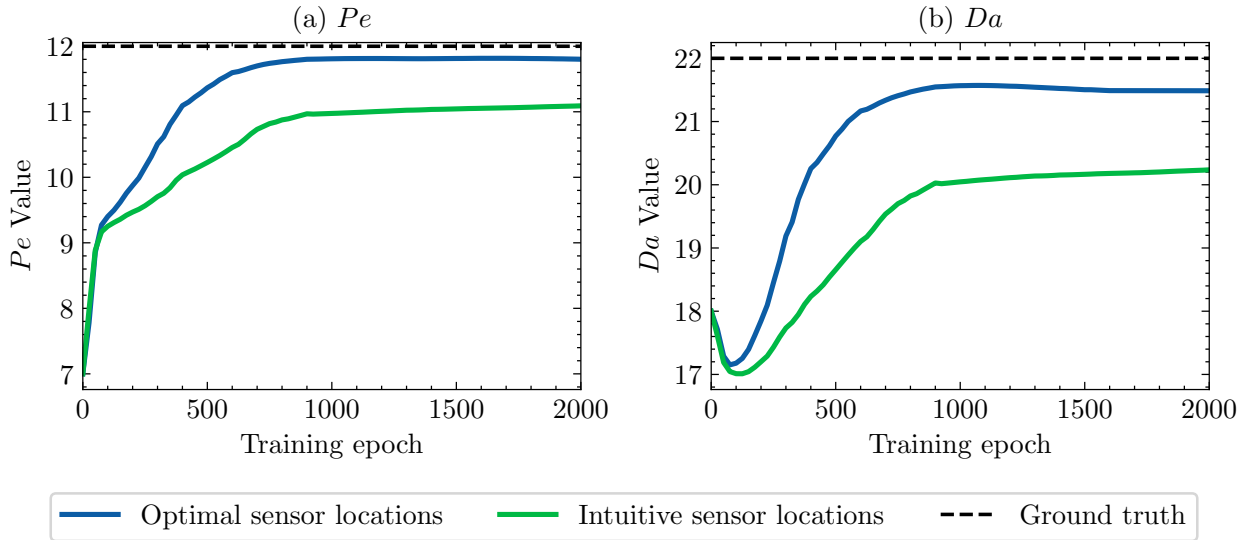 (a) Pe
12
11
10
9
8
7
Pe Value
0 500 1000 1500 2000
Training epoch
(b) Da
22
21
20
19
18
17
Da Value
0 500 1000 1500 2000
Training epoch
Optimal sensor locations Intuitive sensor locations Ground truth